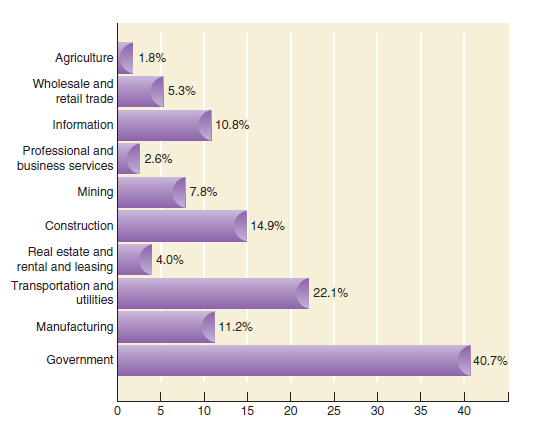 Agriculture 1.8%
Wholesale and
retail trade 5.3%
Information 10.8%
Professional and
business services 2.6%
Mining 7.8%
Construction 14.9%
Real estate and
rental and leasing 4.0%
Transportation and
utilities 22.1%
Manufacturing 11.2%
Government 40.7%
0 5 10 15 20 25 30 35 40